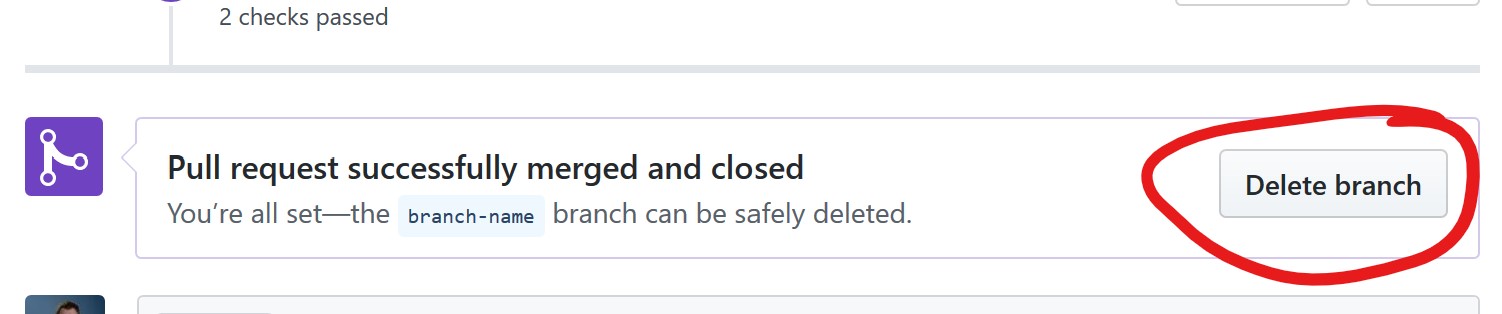 2 checks passed
Pull request successfully merged and closed
You’re all set—the branch-name branch can be safely deleted.
Delete branch